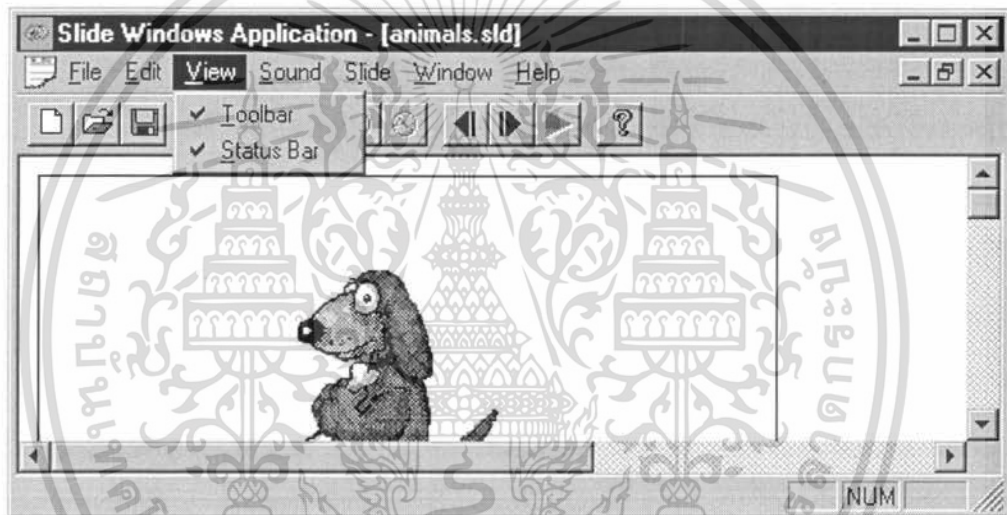 Slide Windows Application - [animals.sld]
File Edit View Sound Slide Window Help
Toolbar
Status Bar
NUM